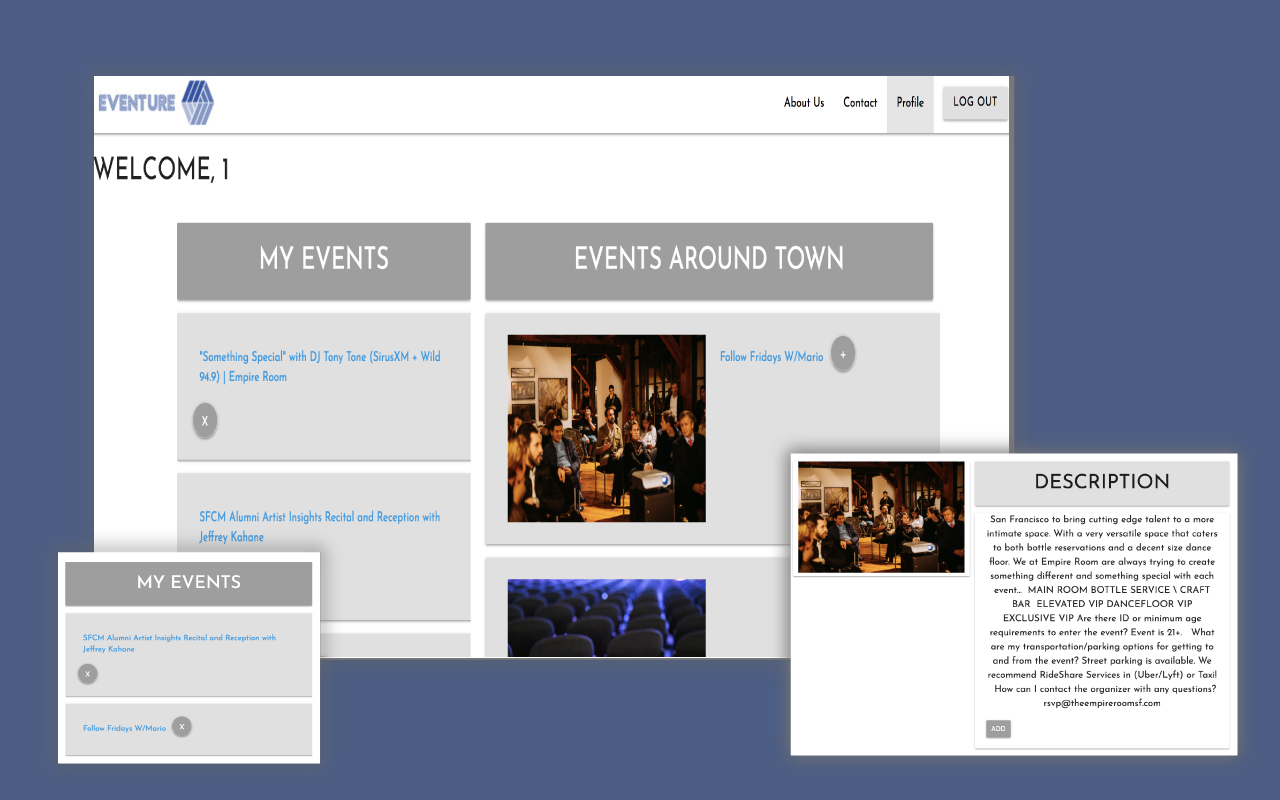 EVENTURE
About Us
Contact
Profile
LOG OUT
WELCOME, 1
MY EVENTS
EVENTS AROUND TOWN
"Something Special" with DJ Tony Tone (SirusXM + Wild
94.9) | Empire Room
X
SFCM Alumni Artist Insights Recital and Reception with
Jeffrey Kahane
Follow Fridays W/Mario
+
MY EVENTS
SFCM Alumni Artist Insights Recital and Reception with
Jeffrey Kahane
X
Follow Fridays W/Mario
X
DESCRIPTION
San Francisco to bring cutting edge talent to a more
intimate space. With a very versatile space that caters
to both bottle reservations and a decent size dance
floor. We at Empire Room are always trying to create
something different and something special with each
event... MAIN ROOM BOTTLE SERVICE \ CRAFT
BAR ELEVATED VIP DANCEFLOOR VIP
EXCLUSIVE VIP Are there ID or minimum age
requirements to enter the event? Event is 21+. What
are my transportation/parking options for getting to
and from the event? Street parking is available. We
recommend RideShare Services in (Uber/Lyft) or Taxi!
How can I contact the organizer with any questions?
rsvp@theempireroomsf.com
ADD